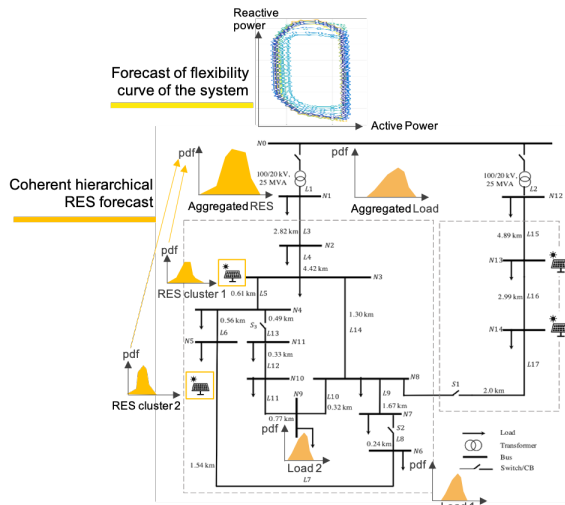 Reactive
power
Forecast of flexibility
curve of the system
Active Power
N0
pdf
pdf
100/20 kV,
25 MVA
100/20 kV,
25 MVA
Coherent hierarchical
RES forecast
L1
L2
Aggregated RES
N1
Aggregated Load
N12
2.82 km
L3
4.89 km
L15
N2
pdf
L4
N13
4.42 km
N3
RES cluster 1
0.61 km
L5
2.99 km
L16
N4
0.56 km
0.49 km
1.30 km
L6
S3
L13
L14
N14
N5
N11
pdf
0.33 km
L12
L17
N10
N8
S1
RES cluster 2
L11
N9
L10
L9
2.0 km
0.32 km
1.67 km
0.77 km
N7
pdf
S2
0.24 km
L8
N6
Load 2
1.54 km
L7
pdf
Load
Transformer
Bus
Switch/CB